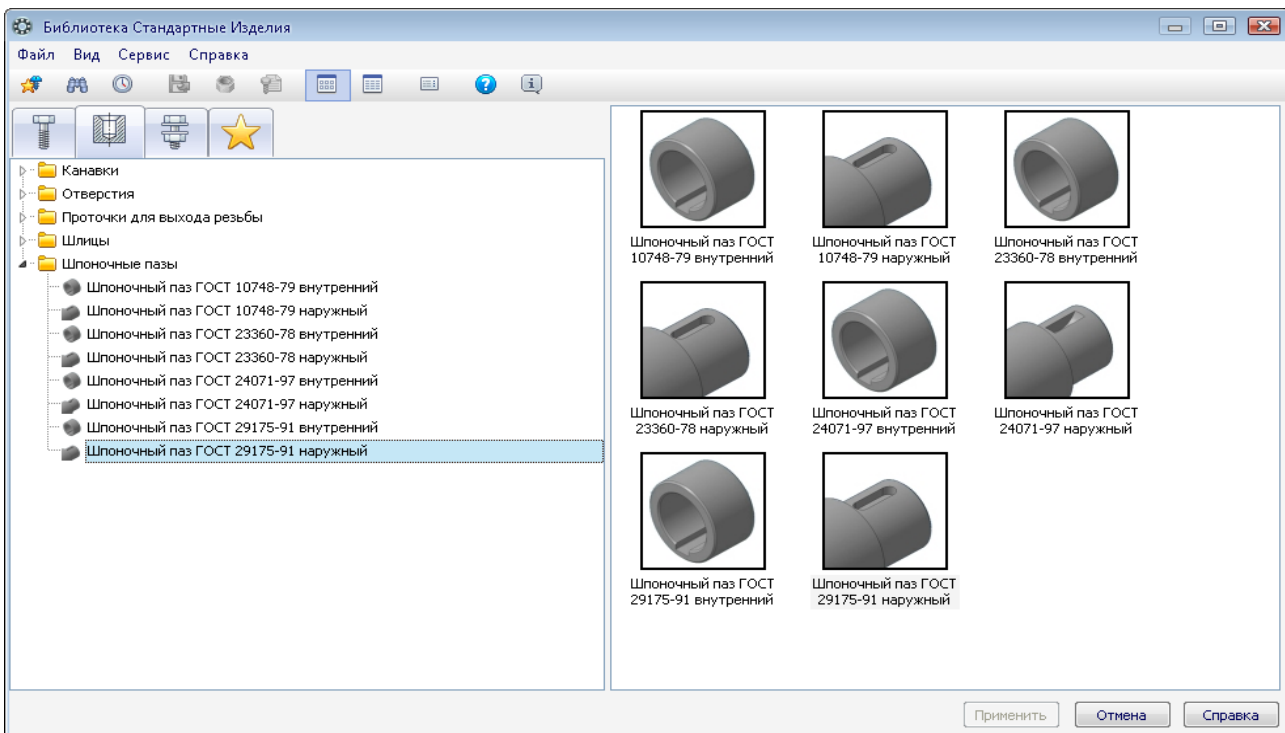 Библиотека Стандартные Изделия
Файл Вид Сервис Справка
Канавки
Отверстия
Проточки для выхода резьбы
Шлицы
Шпоночные пазы
Шпоночный паз ГОСТ 10748-79 внутренний
Шпоночный паз ГОСТ 10748-79 наружный
Шпоночный паз ГОСТ 23360-78 внутренний
Шпоночный паз ГОСТ 23360-78 наружный
Шпоночный паз ГОСТ 24071-97 внутренний
Шпоночный паз ГОСТ 24071-97 наружный
Шпоночный паз ГОСТ 29175-91 внутренний
Шпоночный паз ГОСТ 29175-91 наружный
Шпоночный паз ГОСТ
10748-79 внутренний
Шпоночный паз ГОСТ
10748-79 наружный
Шпоночный паз ГОСТ
23360-78 внутренний
Шпоночный паз ГОСТ
23360-78 наружный
Шпоночный паз ГОСТ
24071-97 внутренний
Шпоночный паз ГОСТ
24071-97 наружный
Шпоночный паз ГОСТ
29175-91 внутренний
Шпоночный паз ГОСТ
29175-91 наружный
Применить Отмена Справка